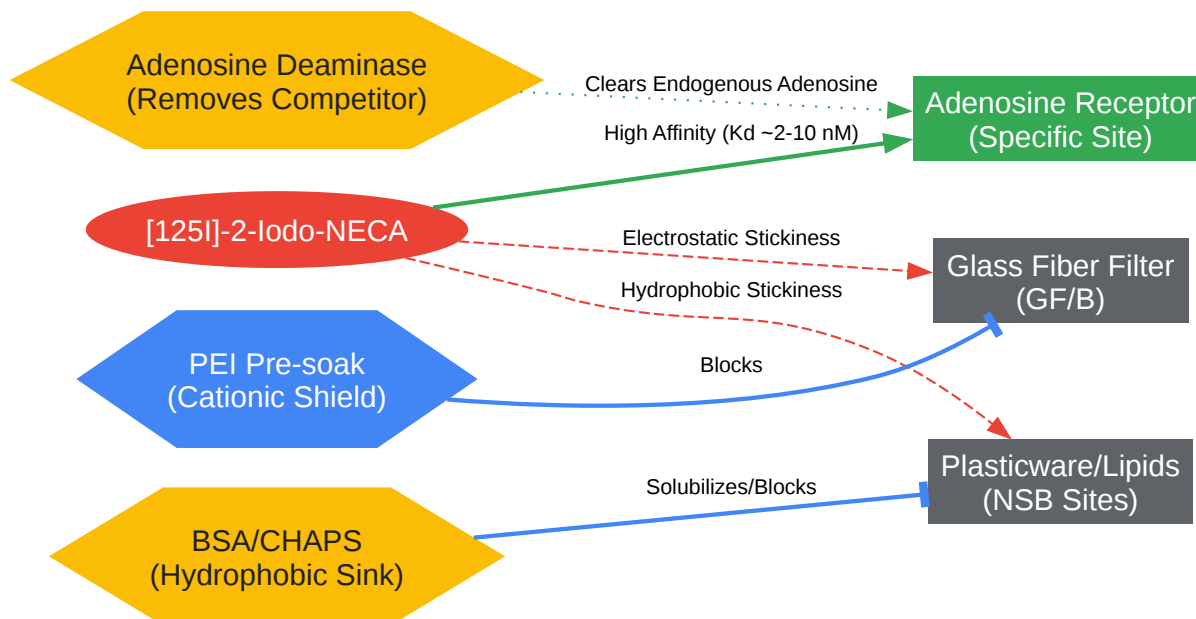 Adenosine Deaminase
(Removes Competitor)
Clears Endogenous Adenosine
Adenosine Receptor
(Specific Site)
High Affinity (Kd ~2-10 nM)
[125I]-2-Iodo-NECA
Electrostatic Stickiness
Glass Fiber Filter
(GF/B)
Hydrophobic Stickiness
PEI Pre-soak
(Cationic Shield)
Blocks
Plasticware/Lipids
(NSB Sites)
Solubilizes/Blocks
BSA/CHAPS
(Hydrophobic Sink)